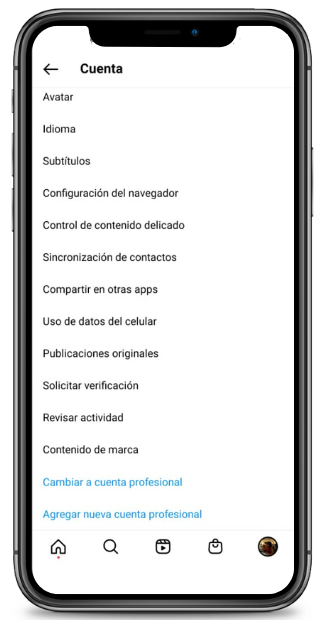 Cuenta
Avatar
Idioma
Subtítulos
Configuración del navegador
Control de contenido delicado
Sincronización de contactos
Compartir en otras apps
Uso de datos del celular
Publicaciones originales
Solicitar verificación
Revisar actividad
Contenido de marca
Cambiar a cuenta profesional
Agregar nueva cuenta profesional